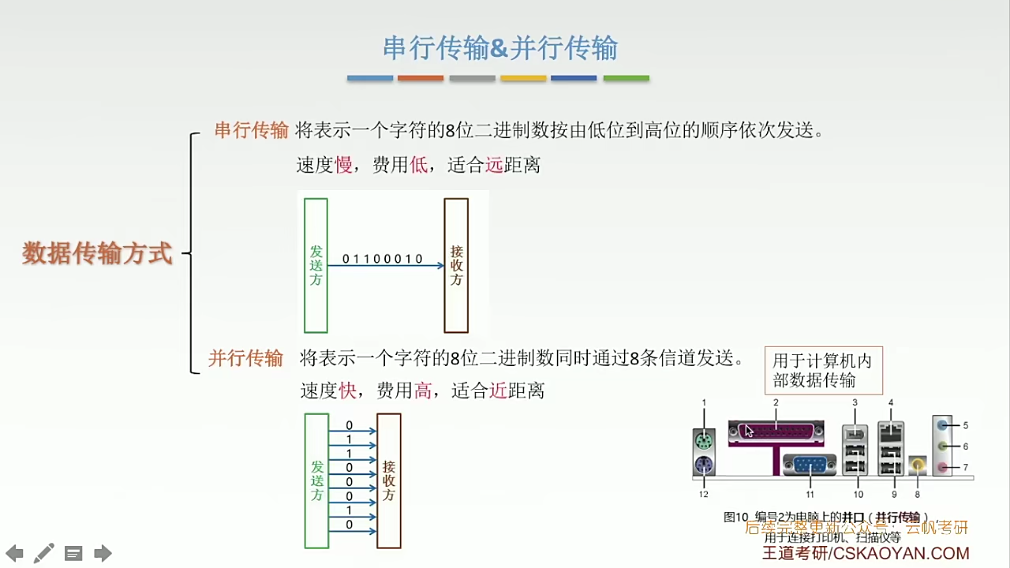 串行传输&并行传输
串行传输 将表示一个字符的8位二进制数按由低位到高位的顺序依次发送。
速度慢，费用低，适合远距离
数据传输方式
发送方
01100010
接收方
并行传输 将表示一个字符的8位二进制数同时通过8条信道发送。
速度快，费用高，适合近距离
用于计算机内
部数据传输
发送方
0
1
1
0
0
0
1
0
接收方
1
2
3
4
5
6
7
8
9
10
11
12
图10 编号2为电脑上的并口（并行传输），
后续完整更新公众号：云帆考研
用于连接打印机、扫描仪等
王道考研/CSKAOYAN.COM